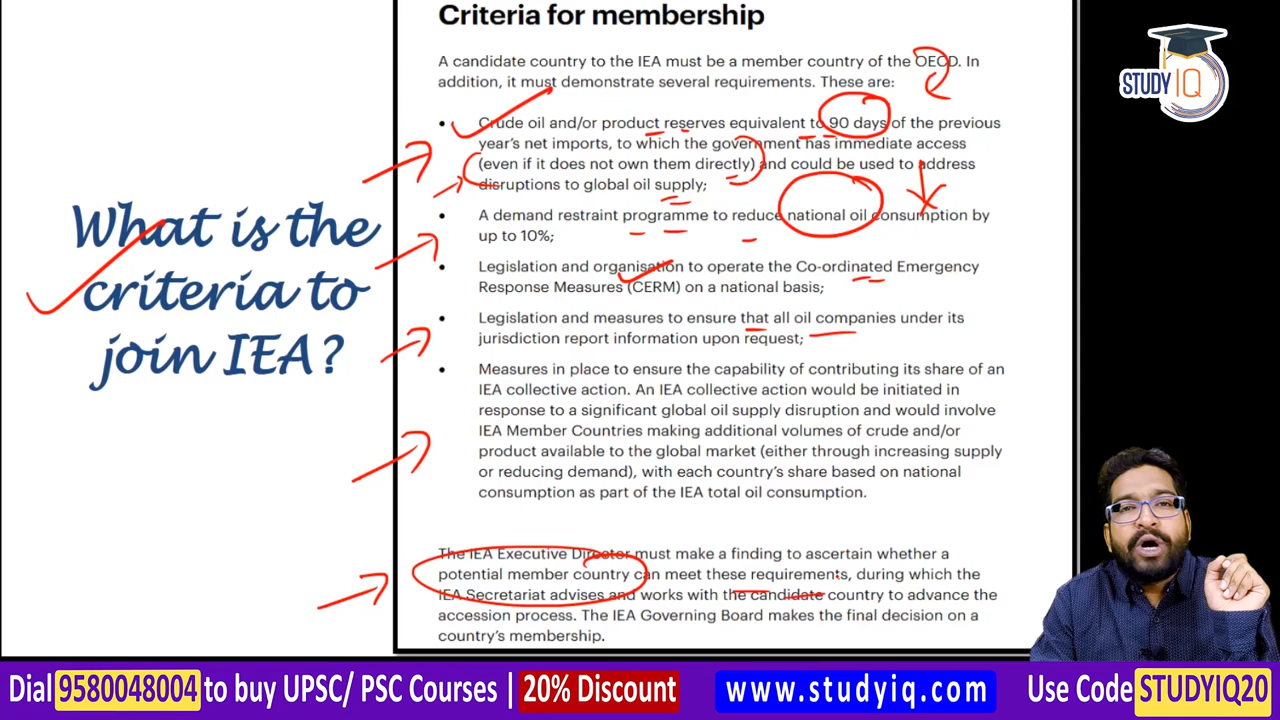 Criteria for membership
A candidate country to the IEA must be a member country of the OECD. In
addition, it must demonstrate several requirements. These are:
• Crude oil and/or product reserves equivalent to 90 days of the previous
year's net imports, to which the government has immediate access
(even if it does not own them directly) and could be used to address
disruptions to global oil supply;
• A demand restraint programme to reduce national oil consumption by
up to 10%;
• Legislation and organisation to operate the Co-ordinated Emergency
Response Measures (CERM) on a national basis;
• Legislation and measures to ensure that all oil companies under its
jurisdiction report information upon request;
• Measures in place to ensure the capability of contributing its share of an
IEA collective action. An IEA collective action would be initiated in
response to a significant global oil supply disruption and would involve
IEA Member Countries making additional volumes of crude and/or
product available to the global market (either through increasing supply
or reducing demand), with each country's share based on national
consumption as part of the IEA total oil consumption.
The IEA Executive Director must make a finding to ascertain whether a
potential member country can meet these requirements, during which the
IEA Secretariat advises and works with the candidate country to advance the
accession process. The IEA Governing Board makes the final decision on a
country's membership.
What is the
criteria to
join IEA?
STUDY IQ
Dial 9580048004 to buy UPSC/ PSC Courses | 20% Discount
www.studyiq.com
Use Code STUDYIQ20